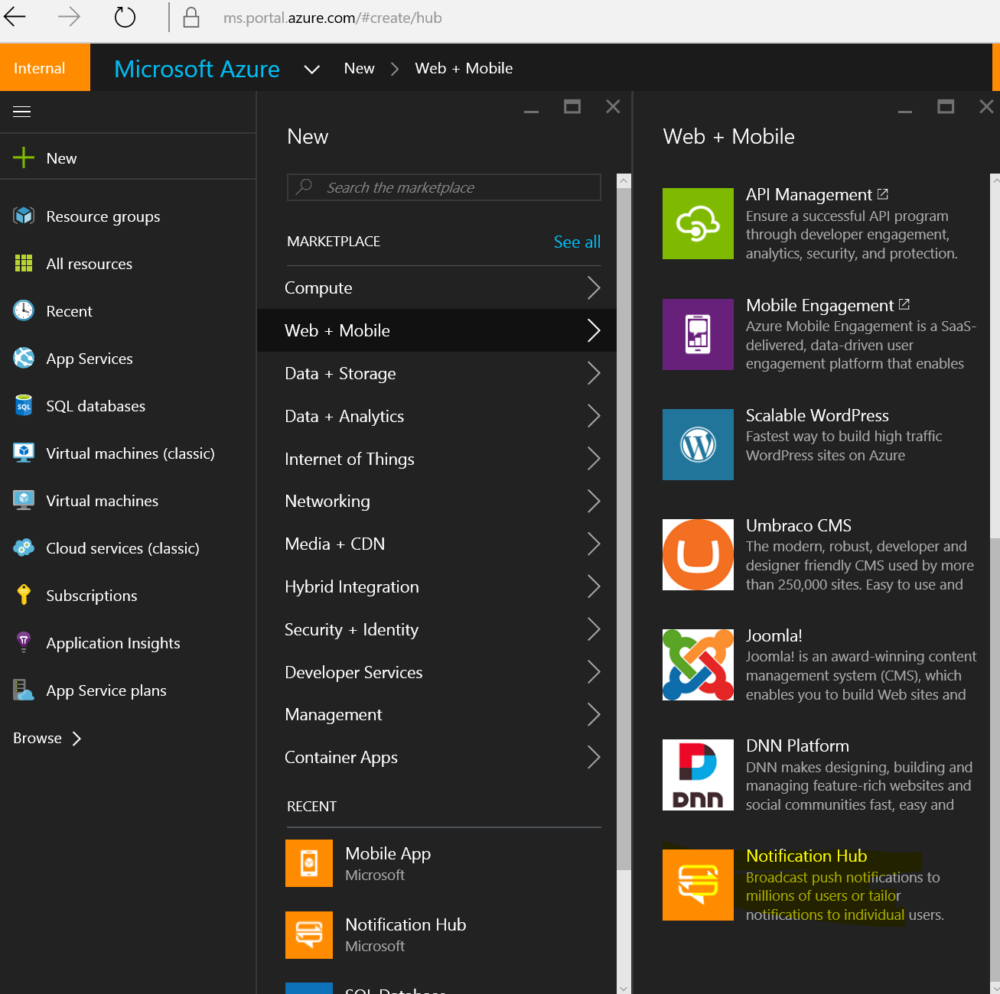 ms.portal.azure.com/#create/hub
Internal
Microsoft Azure
New
Web + Mobile
New
Resource groups
All resources
Recent
App Services
SQL
SQL databases
Virtual machines (classic)
Virtual machines
Cloud services (classic)
Subscriptions
Application Insights
App Service plans
Browse
New
Search the marketplace
MARKETPLACE
See all
Compute
Web + Mobile
Data + Storage
Data + Analytics
Internet of Things
Networking
Media + CDN
Hybrid Integration
Security + Identity
Developer Services
Management
Container Apps
RECENT
Mobile App
Microsoft
Notification Hub
Microsoft
SQL Database
Web + Mobile
API Management
Ensure a successful API program
through developer engagement,
analytics, security, and protection.
Mobile Engagement
Azure Mobile Engagement is a SaaS-
delivered, data-driven user
engagement platform that enables
Scalable WordPress
Fastest way to build high traffic
WordPress sites on Azure
Umbraco CMS
The modern, robust, developer and
designer friendly CMS used by more
than 250,000 sites. Easy to use and
Joomla!
Joomla! is an award-winning content
management system (CMS), which
enables you to build Web sites and
DNN
DNN Platform
DNN makes designing, building and
managing feature-rich websites and
social communities fast, easy and
Notification Hub
Broadcast push notifications to
millions of users or tailor
notifications to individual users.